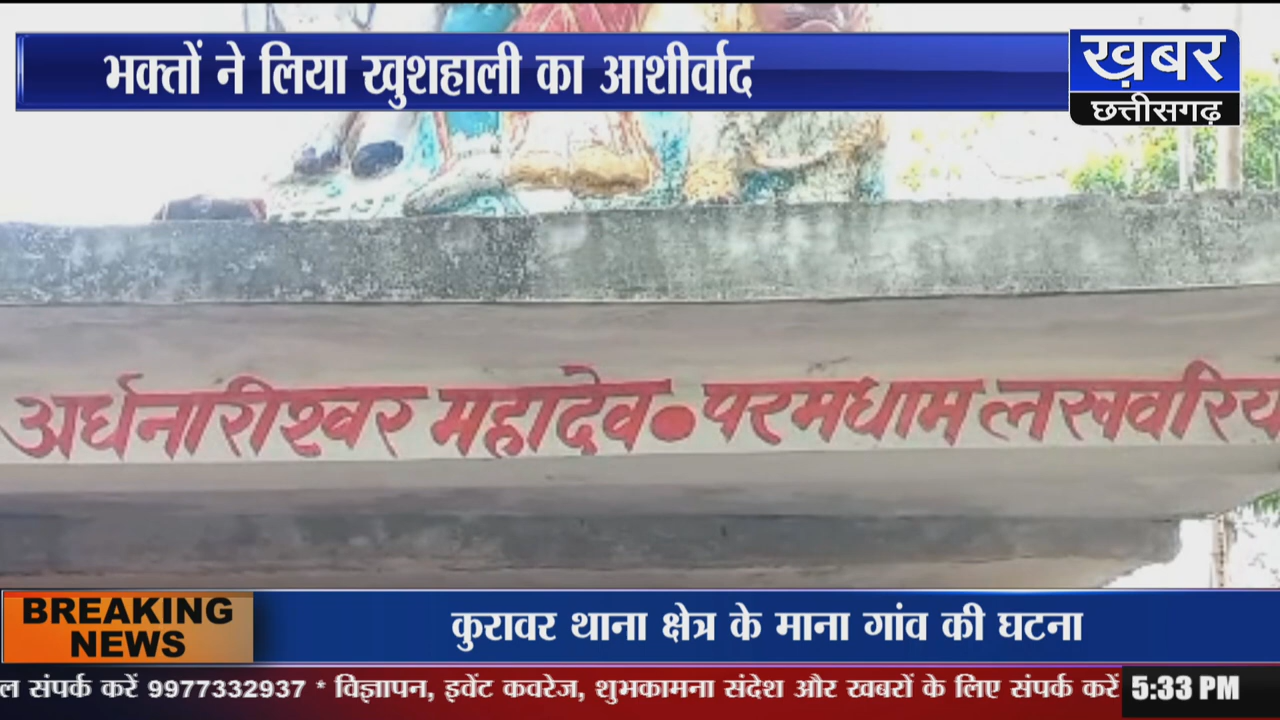 भक्तों ने लिया खुशहाली का आशीर्वाद
ख़बर
छत्तीसगढ़
अर्धनारीश्वर महादेव●परमधाम लखवरिय
BREAKING NEWS
कुरावर थाना क्षेत्र के माना गांव की घटना
ल संपर्क करें 9977332937 * विज्ञापन, इवेंट कवरेज, शुभकामना संदेश और खबरों के लिए संपर्क करें
5:33 PM